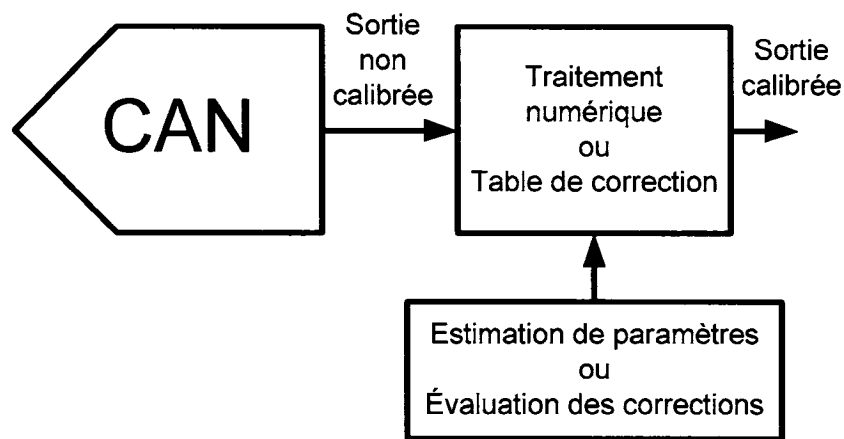 CAN
Sortie
non
calibrée
Traitement
numérique
ou
Table de correction
Sortie
calibrée
Estimation de paramètres
ou
Évaluation des corrections